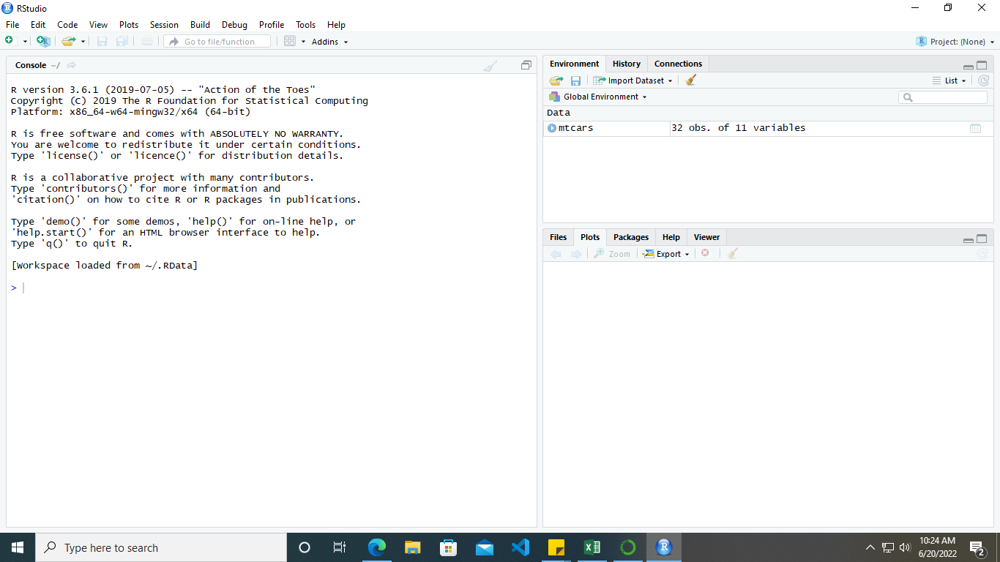 RStudio
File Edit Code View Plots Session Build Debug Profile Tools Help
Go to file/function
Addins
Project: (None)
Console ~/
R version 3.6.1 (2019-07-05) -- "Action of the Toes"
Copyright (C) 2019 The R Foundation for Statistical Computing
Platform: x86_64-w64-mingw32/x64 (64-bit)
R is free software and comes with ABSOLUTELY NO WARRANTY.
You are welcome to redistribute it under certain conditions.
Type 'license()' or 'licence()' for distribution details.
R is a collaborative project with many contributors.
Type 'contributors()' for more information and
'citation()' on how to cite R or R packages in publications.
Type 'demo()' for some demos, 'help()' for on-line help, or
'help.start()' for an HTML browser interface to help.
Type 'q()' to quit R.
[Workspace loaded from ~/.RData]
>
Environment History Connections
Import Dataset
List
Global Environment
Data
mtcars 32 obs. of 11 variables
Files Plots Packages Help Viewer
Zoom Export
Type here to search
10:24 AM
6/20/2022
2